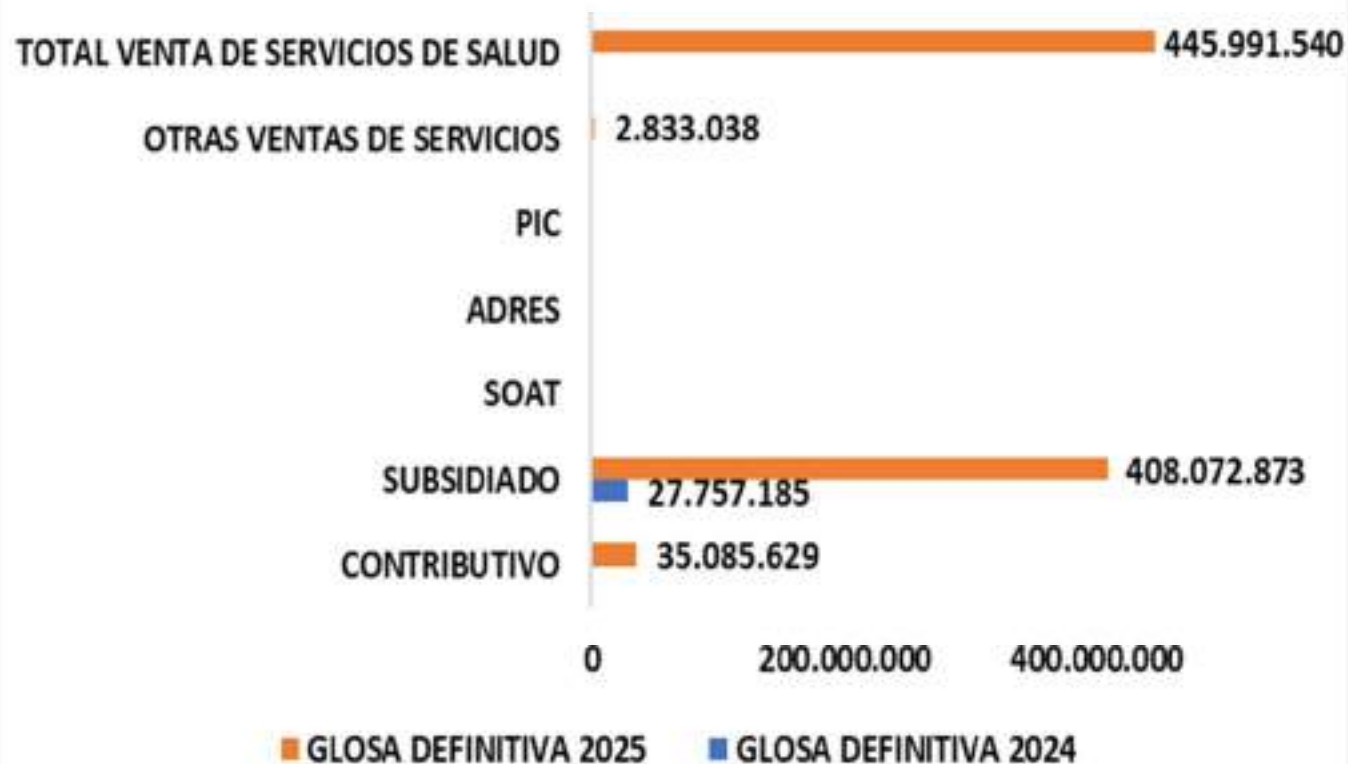 TOTAL VENTA DE SERVICIOS DE SALUD 445.991.540
OTRAS VENTAS DE SERVICIOS 2.833.038
PIC
ADRES
SOAT
SUBSIDIADO 408.072.873
27.757.185
CONTRIBUTIVO 35.085.629
0 200.000.000 400.000.000
GLOSA DEFINITIVA 2025 GLOSA DEFINITIVA 2024